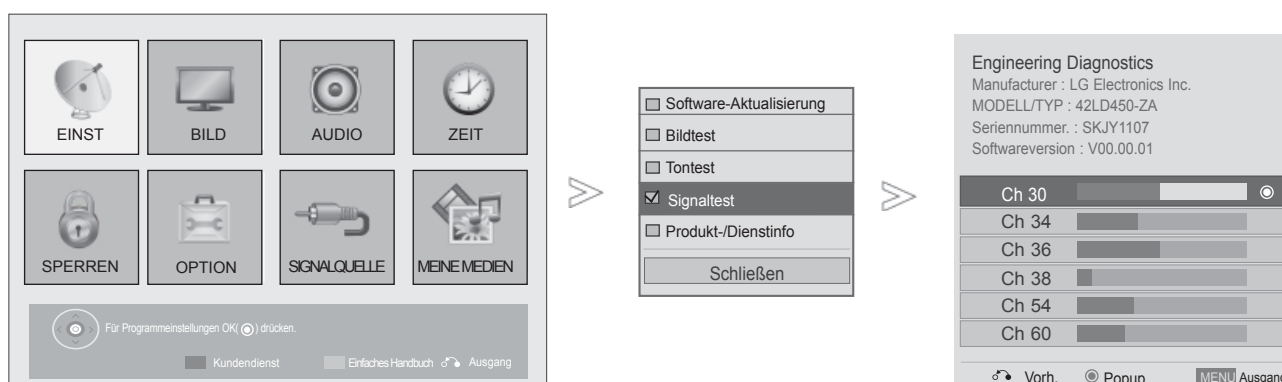 EINST
BILD
AUDIO
ZEIT
SPERREN
OPTION
SIGNALQUELLE
MEINE MEDIEN
Für Programmeinstellungen OK( ) drücken.
Kundendienst
Einfaches Handbuch
Ausgang
Software-Aktualisierung
Bildtest
Tontest
Signaltest
Produkt-/Dienstinfo
Schließen
Engineering Diagnostics
Manufacturer : LG Electronics Inc.
MODELL/TYP : 42LD450-ZA
Seriennummer. : SKJY1107
Softwareversion : V00.00.01
Ch 30
Ch 34
Ch 36
Ch 38
Ch 54
Ch 60
Vorh.
Popup
MENU Ausgang